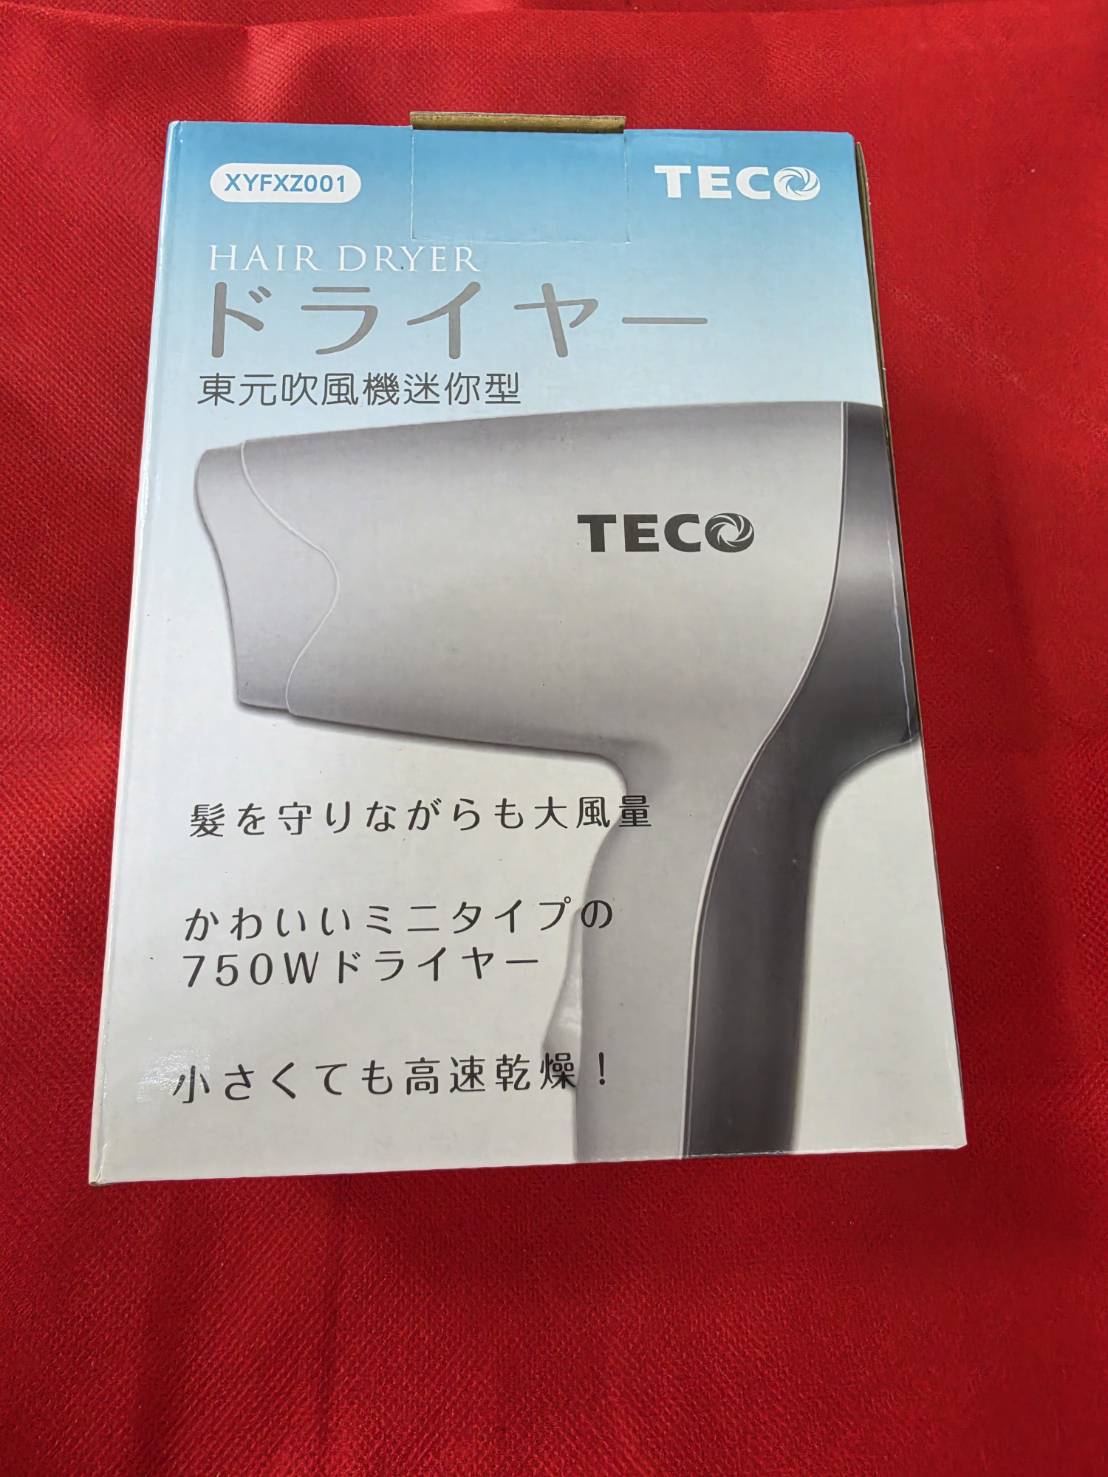 XYFXZ001
TECO
HAIR DRYER
ドライヤー
東元吹風機迷你型
TECO
髪を守りながらも大風量
かわいいミニタイプの
750Wドライヤー
小さくても高速乾燥！